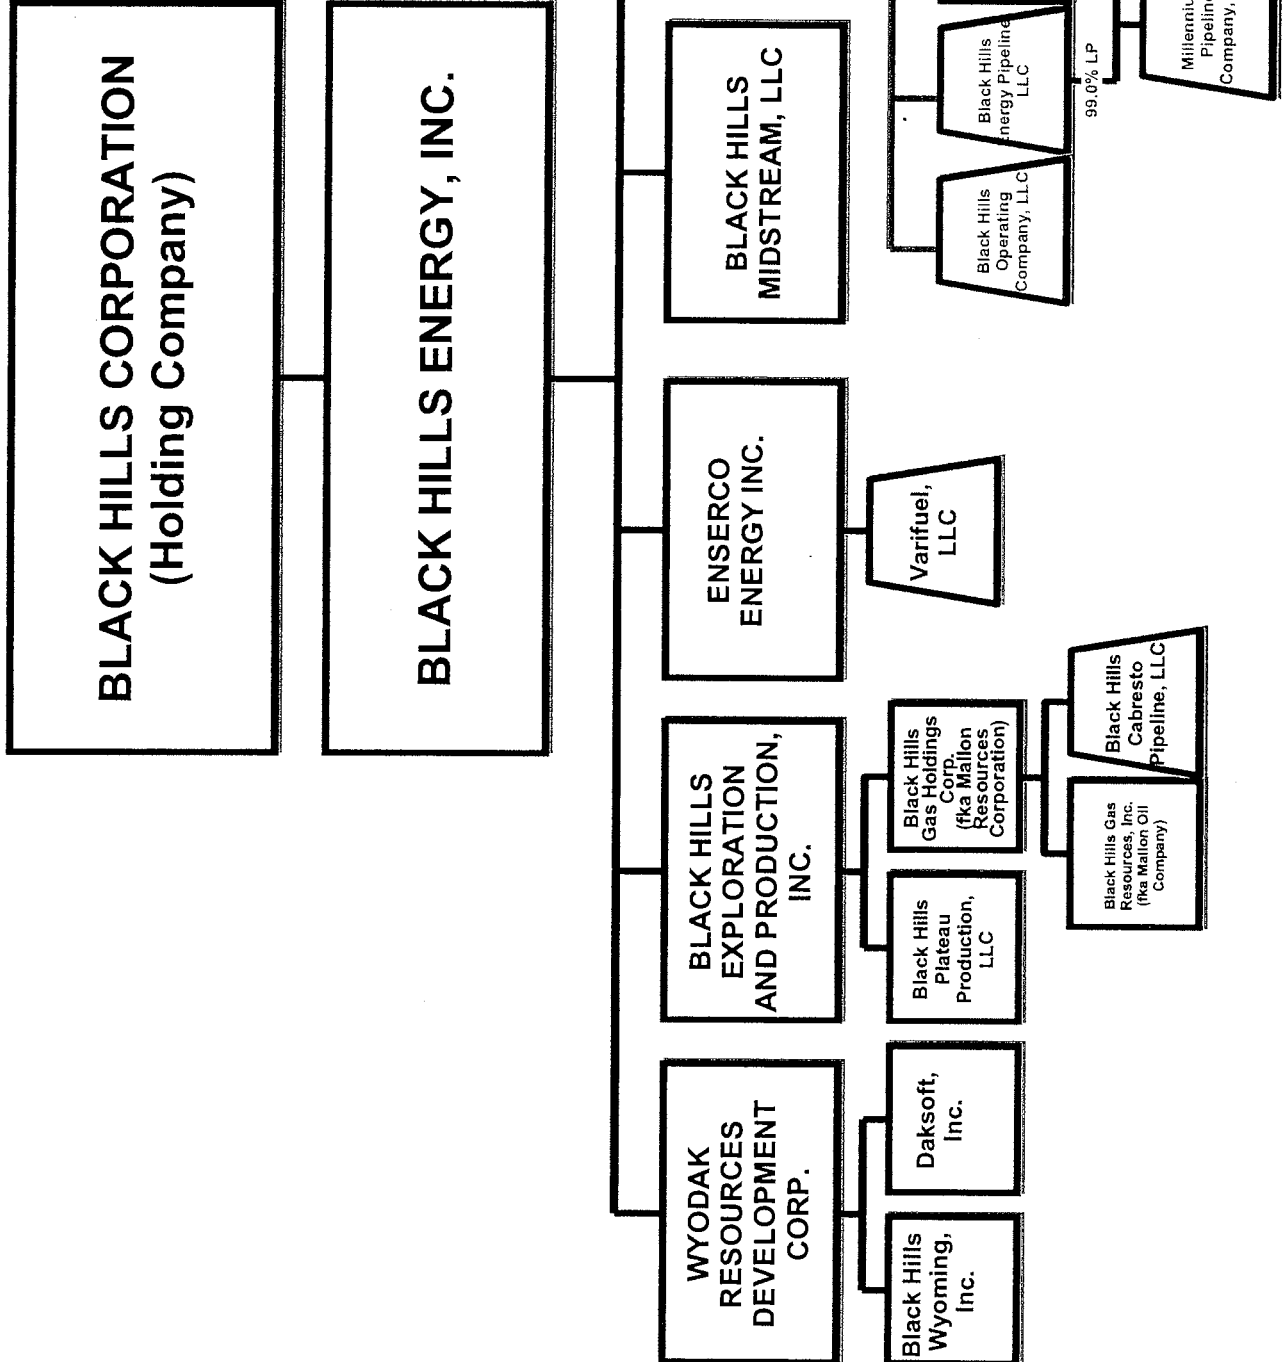 BLACK HILLS CORPORATION
(Holding Company)
BLACK HILLS ENERGY, INC.
WYODAK
RESOURCES
DEVELOPMENT
CORP.
BLACK HILLS
EXPLORATION
AND PRODUCTION,
INC.
ENSERCO
ENERGY INC.
BLACK HILLS
MIDSTREAM, LLC
Black Hills
Wyoming,
Inc.
Daksoft,
Inc.
Black Hills
Plateau
Production,
LLC
Black Hills
Gas Holdings
Corp.
(fka Mallon
Resources
Corporation)
Black Hills Gas
Resources, Inc.
(fka Mallon Oil
Company)
Black Hills
Cabresto
Pipeline, LLC
Varifuel,
LLC
Black Hills
Operating
Company, LLC
Black Hills
nergy Pipeline
LLC
99.0% LP
Millenniu
Pipeline
Company,